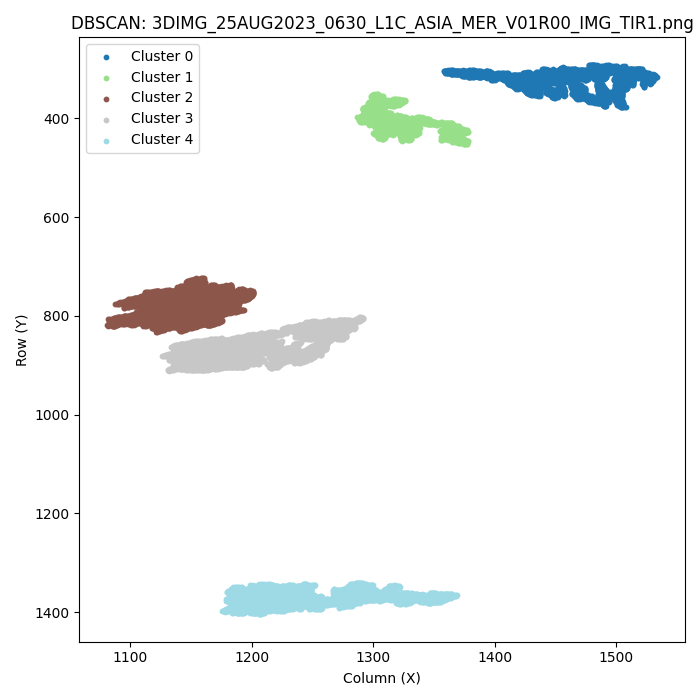 DBSCAN: 3DIMG_25AUG2023_0630_L1C_ASIA_MER_V01R00_IMG_TIR1.png
Cluster 0
Cluster 1
Cluster 2
Cluster 3
Cluster 4
400
600
800
1000
1200
1400
Row (Y)
1100 1200 1300 1400 1500
Column (X)